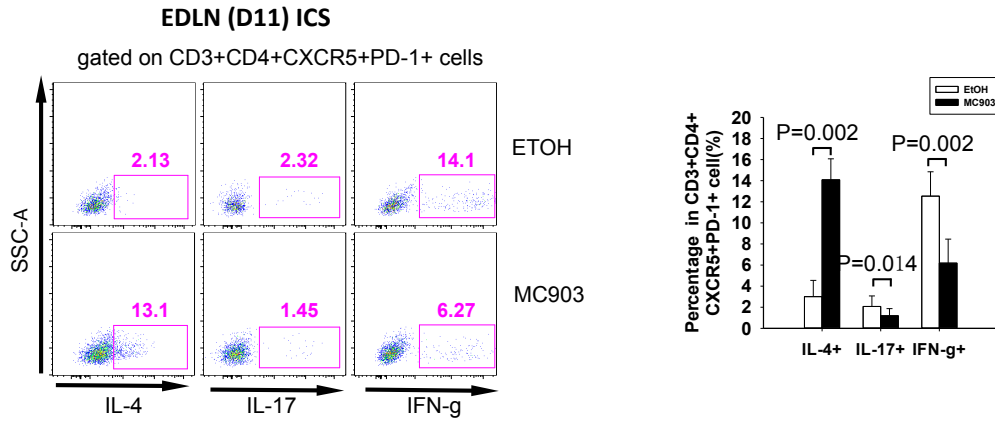 EDLN (D11) ICS
gated on CD3+CD4+CXCR5+PD-1+ cells
SSC-A
2.13
2.32
14.1
ETOH
13.1
1.45
6.27
MC903
IL-4
IL-17
IFN-g
EtOH
MC903
Percentage in CD3+CD4+
CXCR5+PD-1+ cell(%)
20
18
16
14
12
10
8
6
4
2
0
P=0.002
P=0.002
P=0.014
IL-4+
IL-17+
IFN-g+